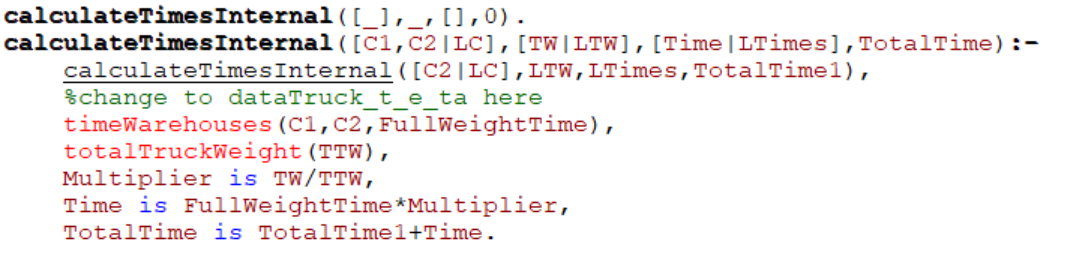 calculateTimesInternal([_],_,[],0).
calculateTimesInternal([C1,C2|LC],[TW|LTW],[Time|LTimes],TotalTime):-
    calculateTimesInternal([C2|LC],LTW,LTimes,TotalTime1),
    %change to dataTruck_t_e_ta here
    timeWarehouses(C1,C2,FullWeightTime),
    totalTruckWeight(TTW),
    Multiplier is TW/TTW,
    Time is FullWeightTime*Multiplier,
    TotalTime is TotalTime1+Time.